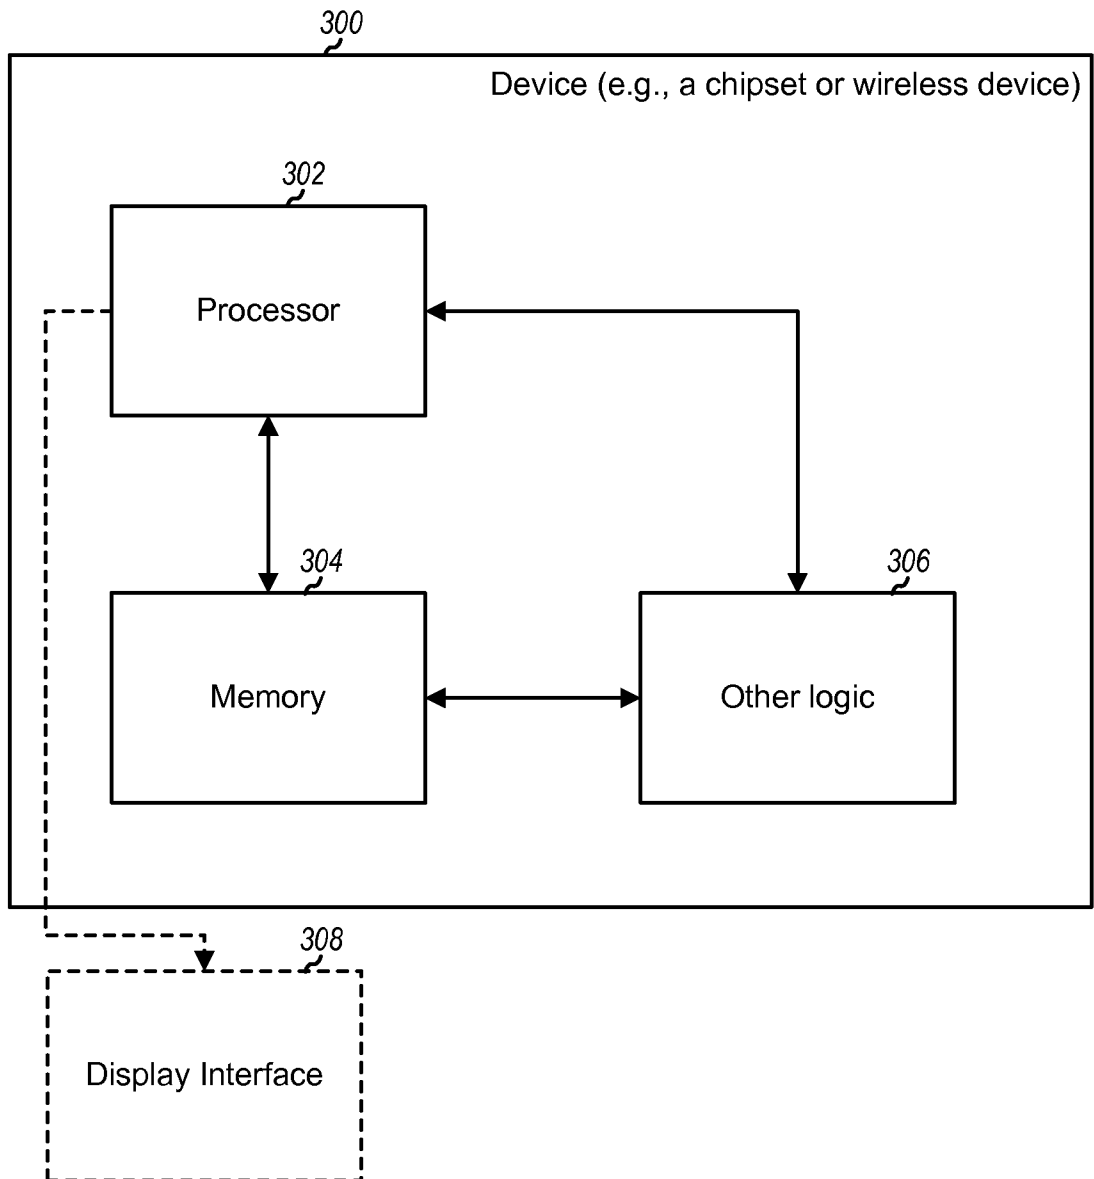 300
Device (e.g., a chipset or wireless device)
302
Processor
304
306
Memory
Other logic
308
Display Interface